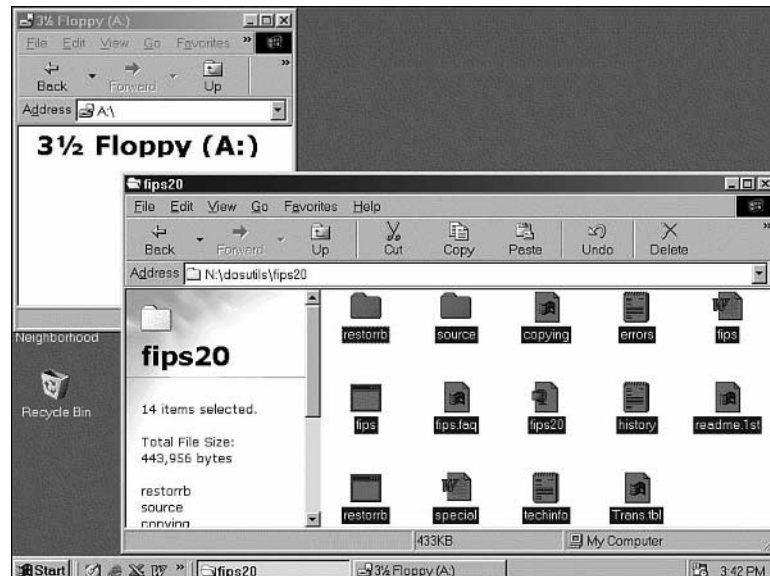 3½ Floppy (A:)
File Edit View Go Favorites »
Back Forward Up »
Address A:\
3½ Floppy (A:)
fips20
File Edit View Go Favorites Help
Back Forward Up Cut Copy Paste Undo Delete »
Address N:\dosutils\fips20
fips20
14 items selected.
Total File Size:
443,956 bytes
restorrb
source
copying
restorrb source copying errors fips
fips fips.faq fips20 history readme.1st
restorrb special techinfo Trans.tbl
433KB My Computer
Neighborhood
Recycle Bin
Start » fips20 3½ Floppy (A:) 3:42 PM